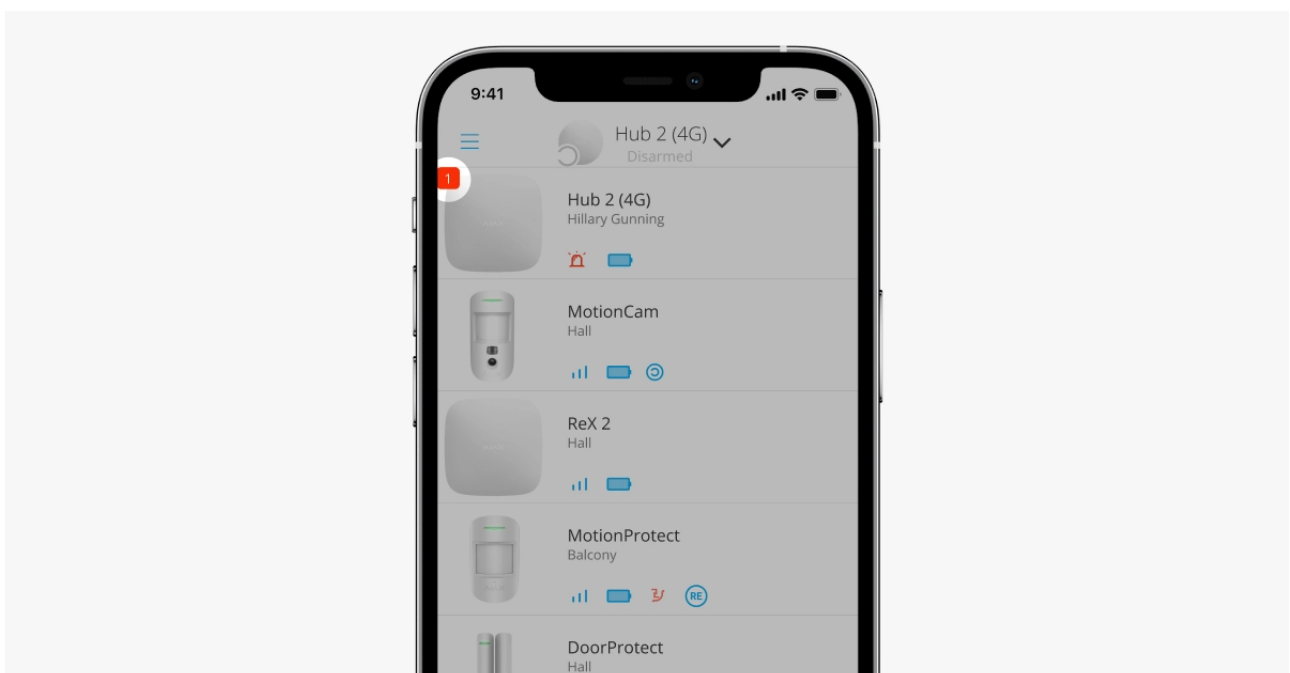 9:41
Hub 2 (4G)
Disarmed
1
Hub 2 (4G)
Hillary Gunning
MotionCam
Hall
ReX 2
Hall
MotionProtect
Balcony
RE
DoorProtect
Hall